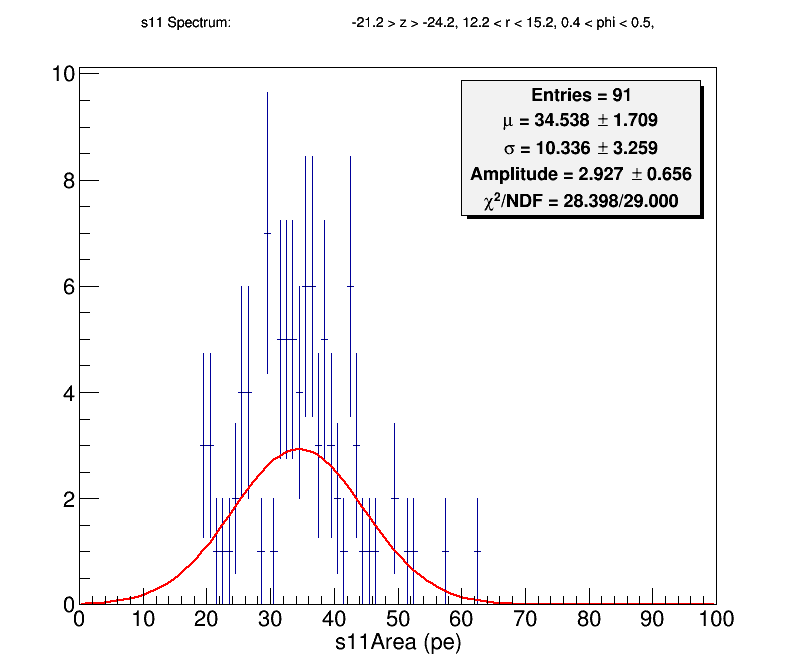 s11 Spectrum: -21.2 > z > -24.2, 12.2 < r < 15.2, 0.4 < phi < 0.5,
Entries = 91
μ = 34.538 ± 1.709
σ = 10.336 ± 3.259
Amplitude = 2.927 ± 0.656
χ²/NDF = 28.398/29.000
10
8
6
4
2
0
0 10 20 30 40 50 60 70 80 90 100
s11Area (pe)